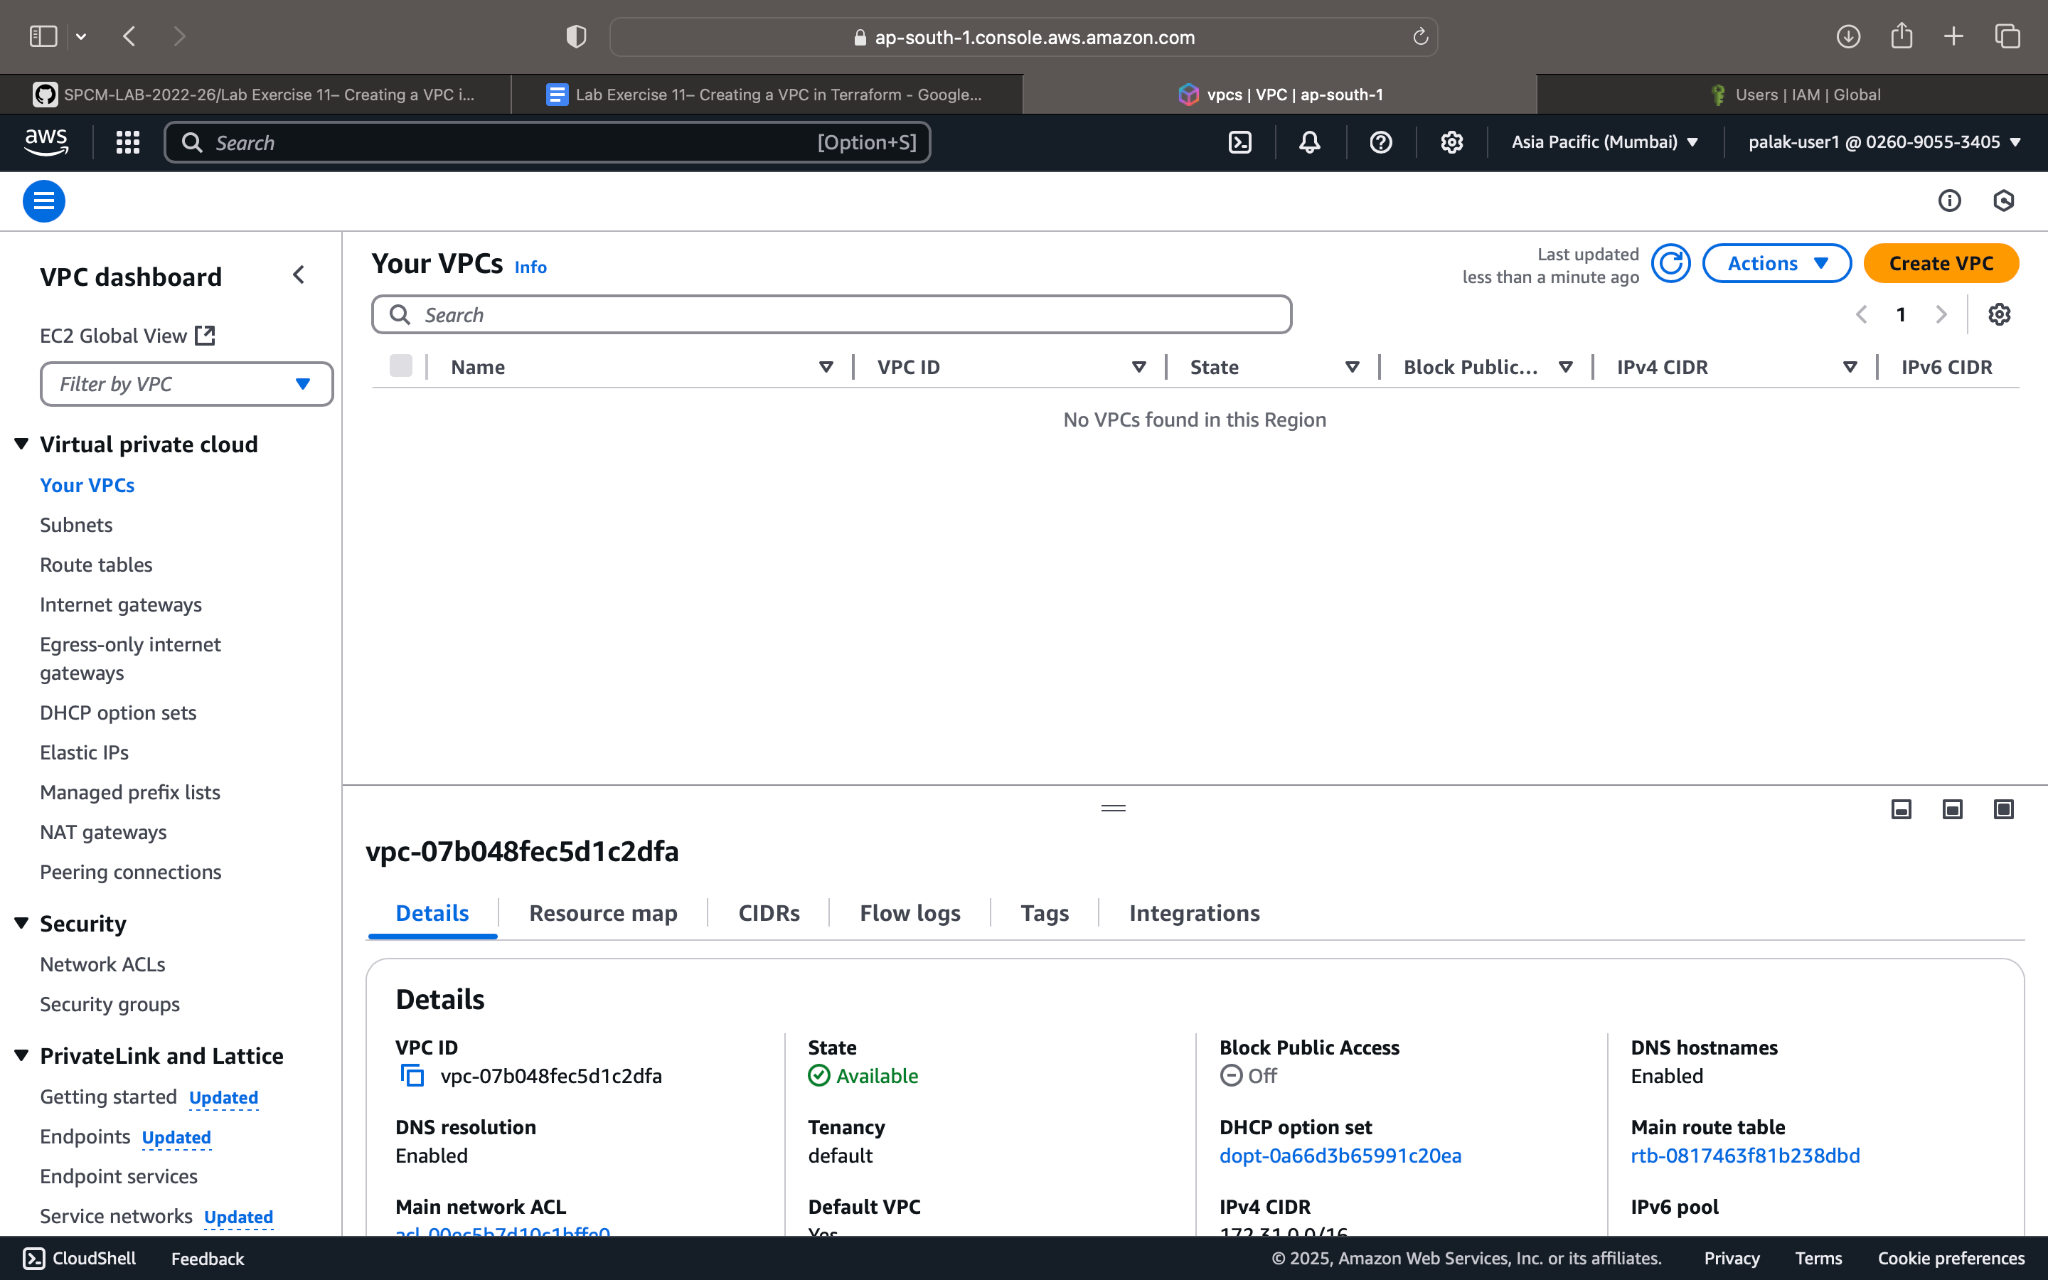 ap-south-1.console.aws.amazon.com
SPCM-LAB-2022-26/Lab Exercise 11– Creating a VPC i...
Lab Exercise 11– Creating a VPC in Terraform - Google...
vpcs | VPC | ap-south-1
Users | IAM | Global
aws
Search
[Option+S]
Asia Pacific (Mumbai)
palak-user1 @ 0260-9055-3405
VPC dashboard
EC2 Global View
Filter by VPC
Virtual private cloud
Your VPCs
Subnets
Route tables
Internet gateways
Egress-only internet
gateways
DHCP option sets
Elastic IPs
Managed prefix lists
NAT gateways
Peering connections
Security
Network ACLs
Security groups
PrivateLink and Lattice
Getting started Updated
Endpoints Updated
Endpoint services
Service networks Updated
Your VPCs Info
Last updated
less than a minute ago
Actions
Create VPC
Search
1
Name
VPC ID
State
Block Public...
IPv4 CIDR
IPv6 CIDR
No VPCs found in this Region
vpc-07b048fec5d1c2dfa
Details
Resource map
CIDRs
Flow logs
Tags
Integrations
Details
VPC ID
vpc-07b048fec5d1c2dfa
State
Available
Block Public Access
Off
DNS hostnames
Enabled
DNS resolution
Enabled
Tenancy
default
DHCP option set
dopt-0a66d3b65991c20ea
Main route table
rtb-0817463f81b238dbd
Main network ACL
acl-00ec5b7d10c1bffe0
Default VPC
Yes
IPv4 CIDR
172.31.0.0/16
IPv6 pool
CloudShell
Feedback
© 2025, Amazon Web Services, Inc. or its affiliates.
Privacy
Terms
Cookie preferences